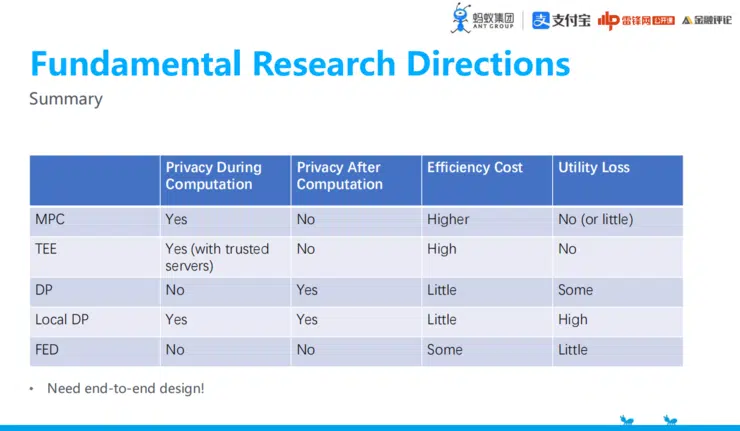 蚂蚁集团
ANT GROUP
支付宝
雷锋网 公开课
金融评论
Fundamental Research Directions
Summary
Privacy During Computation
Privacy After Computation
Efficiency Cost
Utility Loss
MPC
Yes
No
Higher
No (or little)
TEE
Yes (with trusted servers)
No
High
No
DP
No
Yes
Little
Some
Local DP
Yes
Yes
Little
High
FED
No
No
Some
Little
• Need end-to-end design!